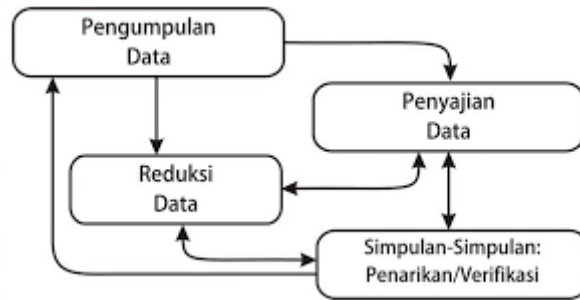 Pengumpulan
Data
Penyajian
Data
Reduksi
Data
Simpulan-Simpulan:
Penarikan/Verifikasi